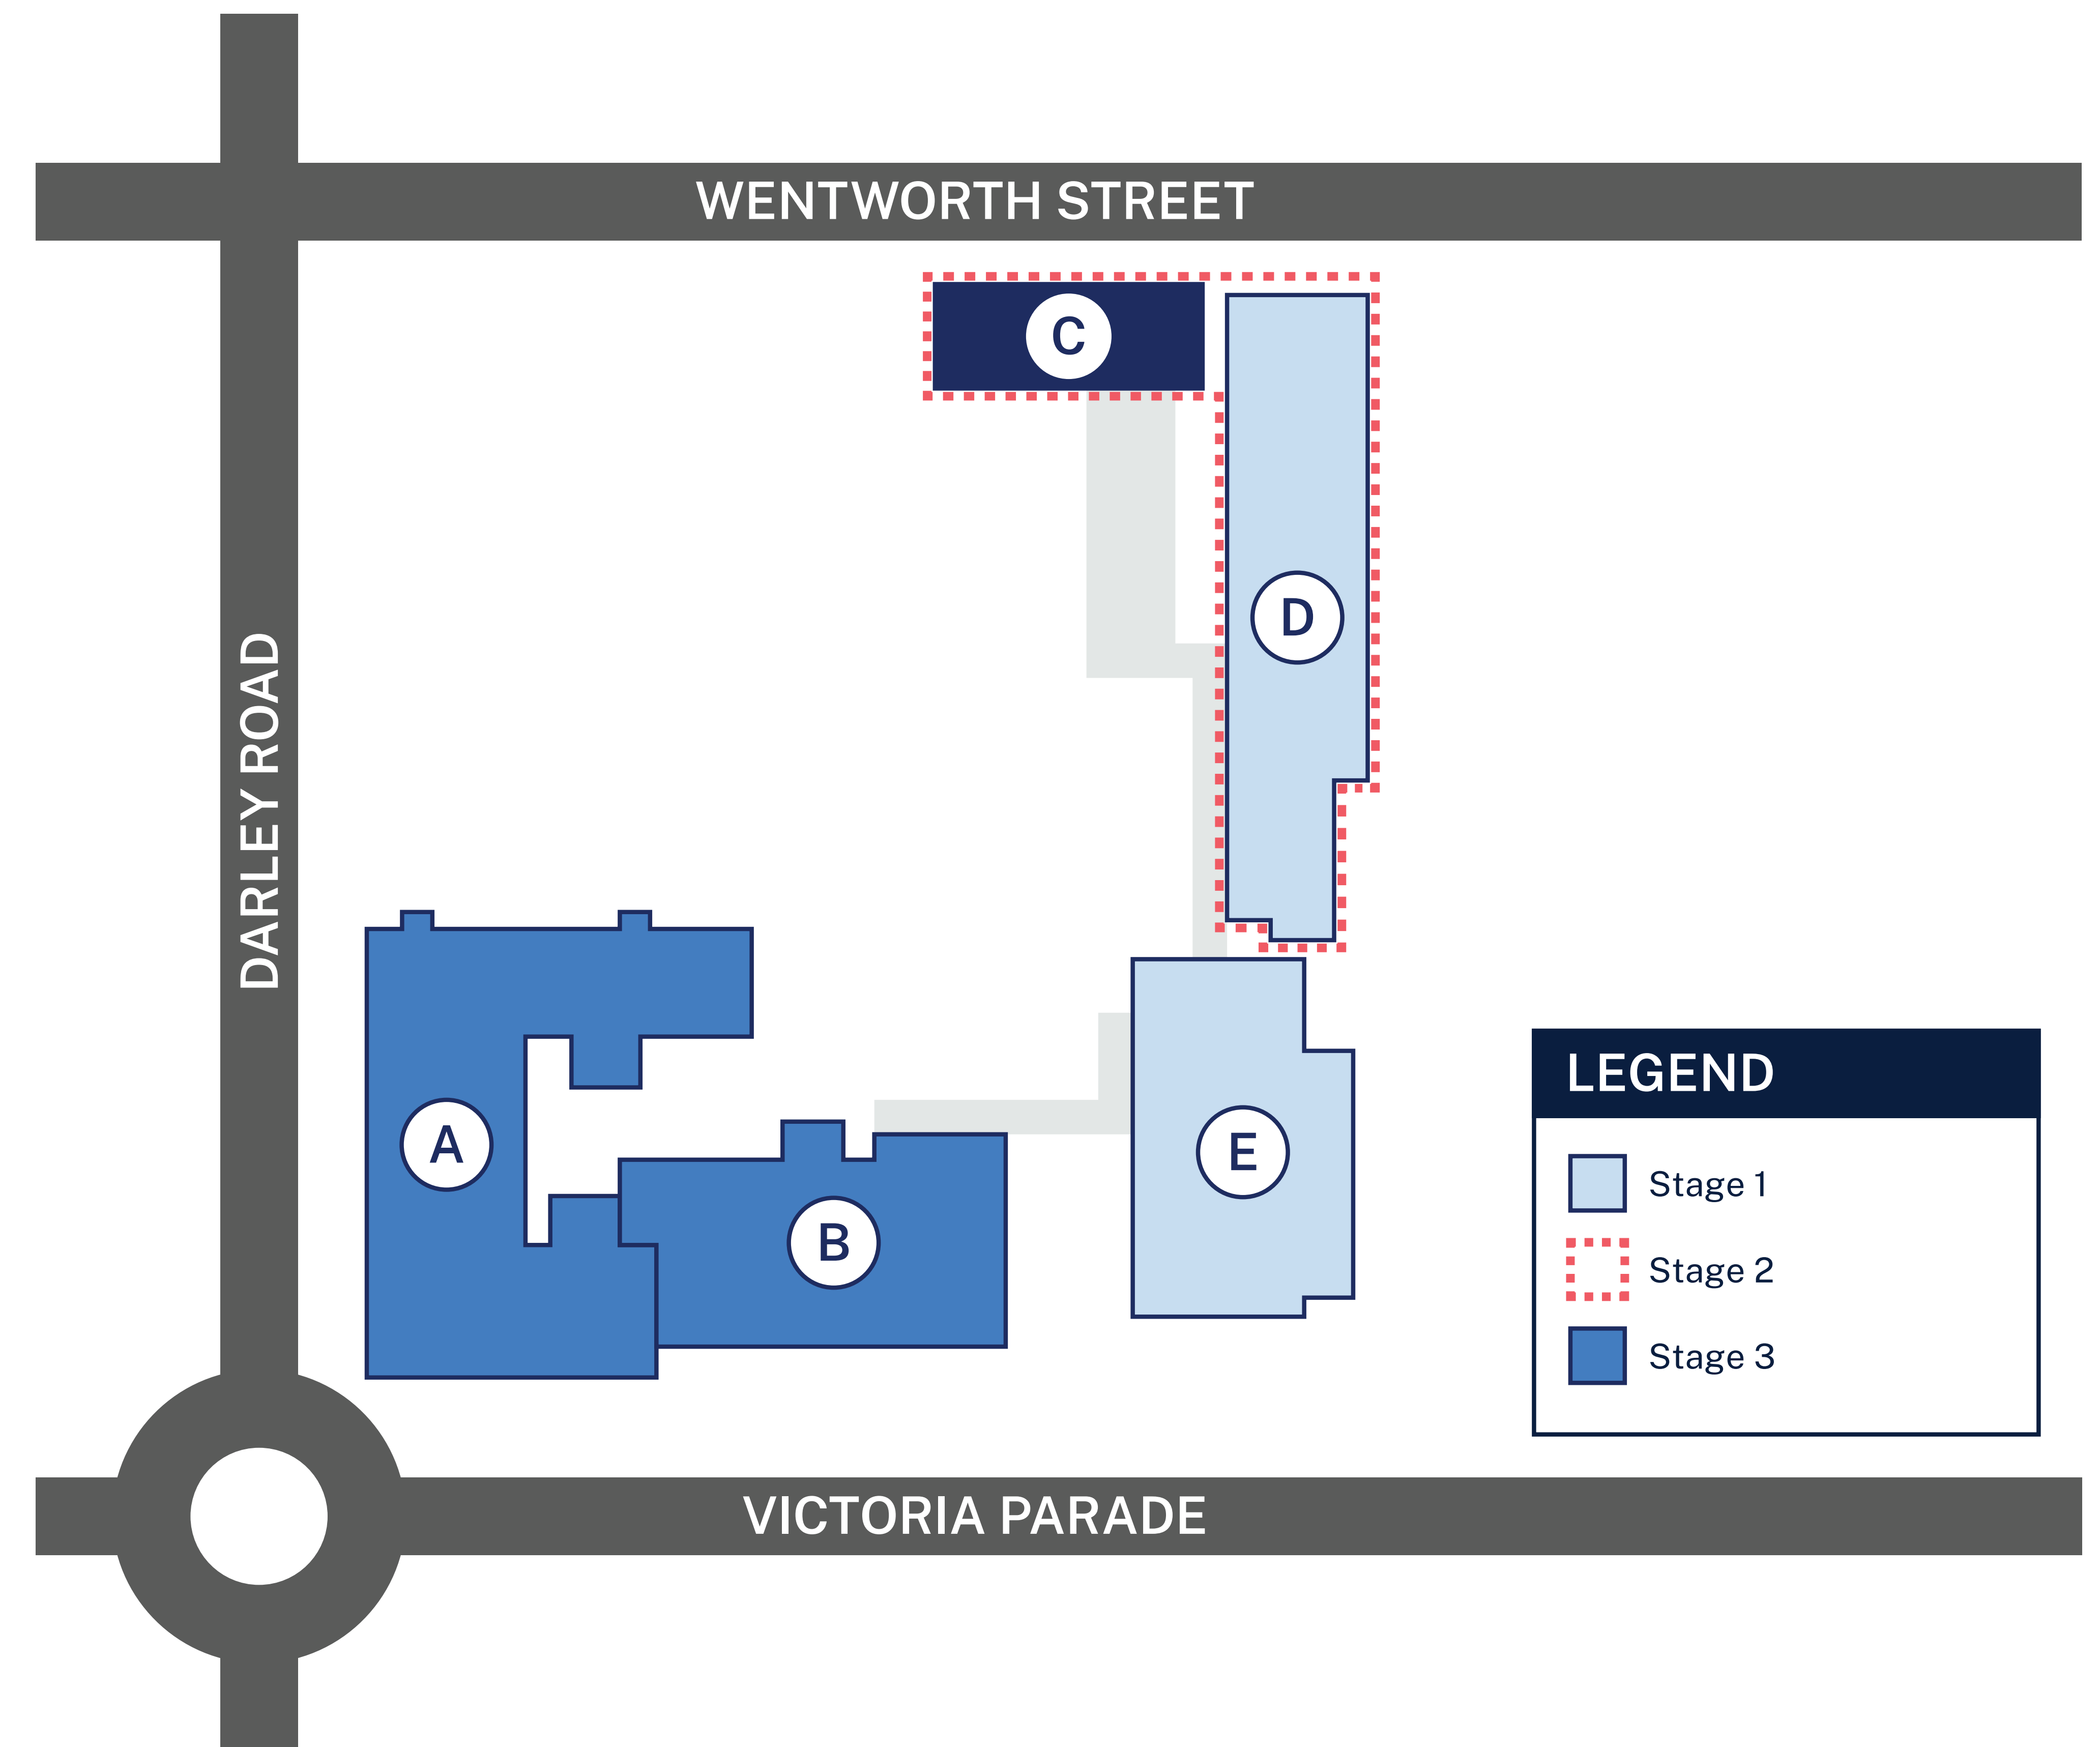 WENTWORTH STREET
C
D
DARLEY ROAD
A
B
E
LEGEND
Stage 1
Stage 2
Stage 3
VICTORIA PARADE